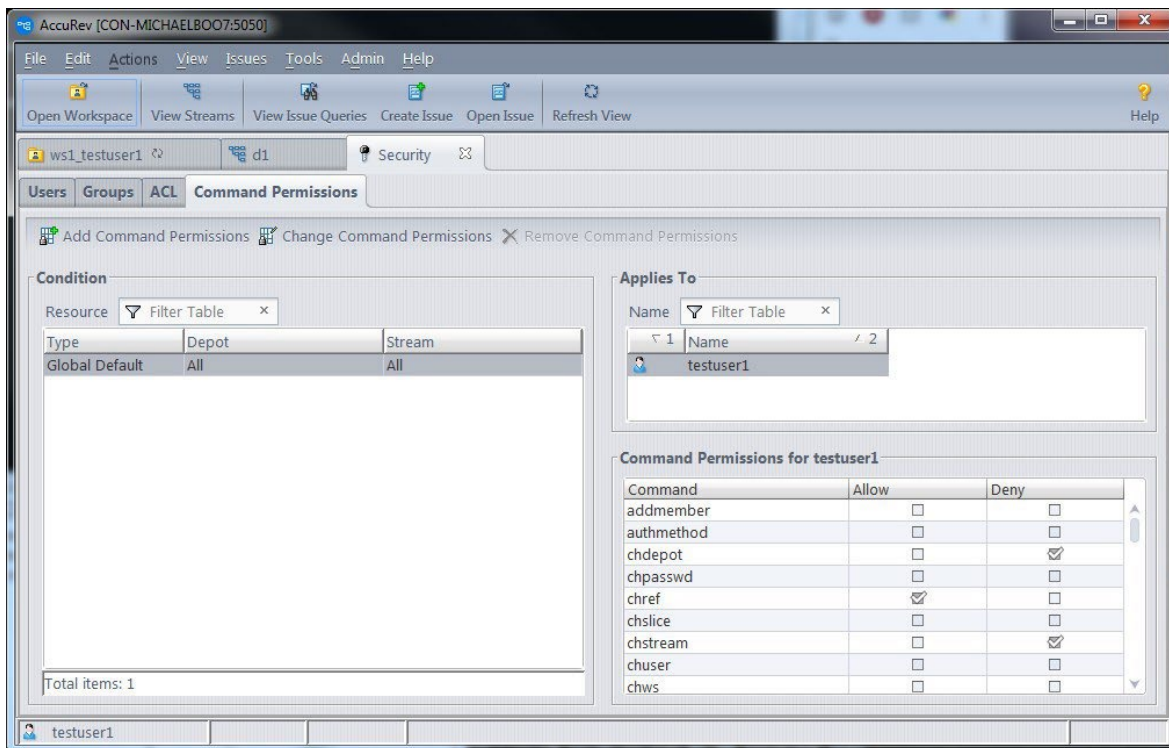 AccuRev [CON-MICHAELBOO7:5050]
File Edit Actions View Issues Tools Admin Help
Open Workspace View Streams View Issue Queries Create Issue Open Issue Refresh View Help
ws1_testuser1 d1 Security
Users Groups ACL Command Permissions
Add Command Permissions Change Command Permissions Remove Command Permissions
Condition
Resource Filter Table
Type Depot Stream
Global Default All All
Total items: 1
Applies To
Name Filter Table
1 Name 2
testuser1
Command Permissions for testuser1
Command Allow Deny
addmember
authmethod
chdepot
chpasswd
chref
chslice
chstream
chuser
chws
testuser1